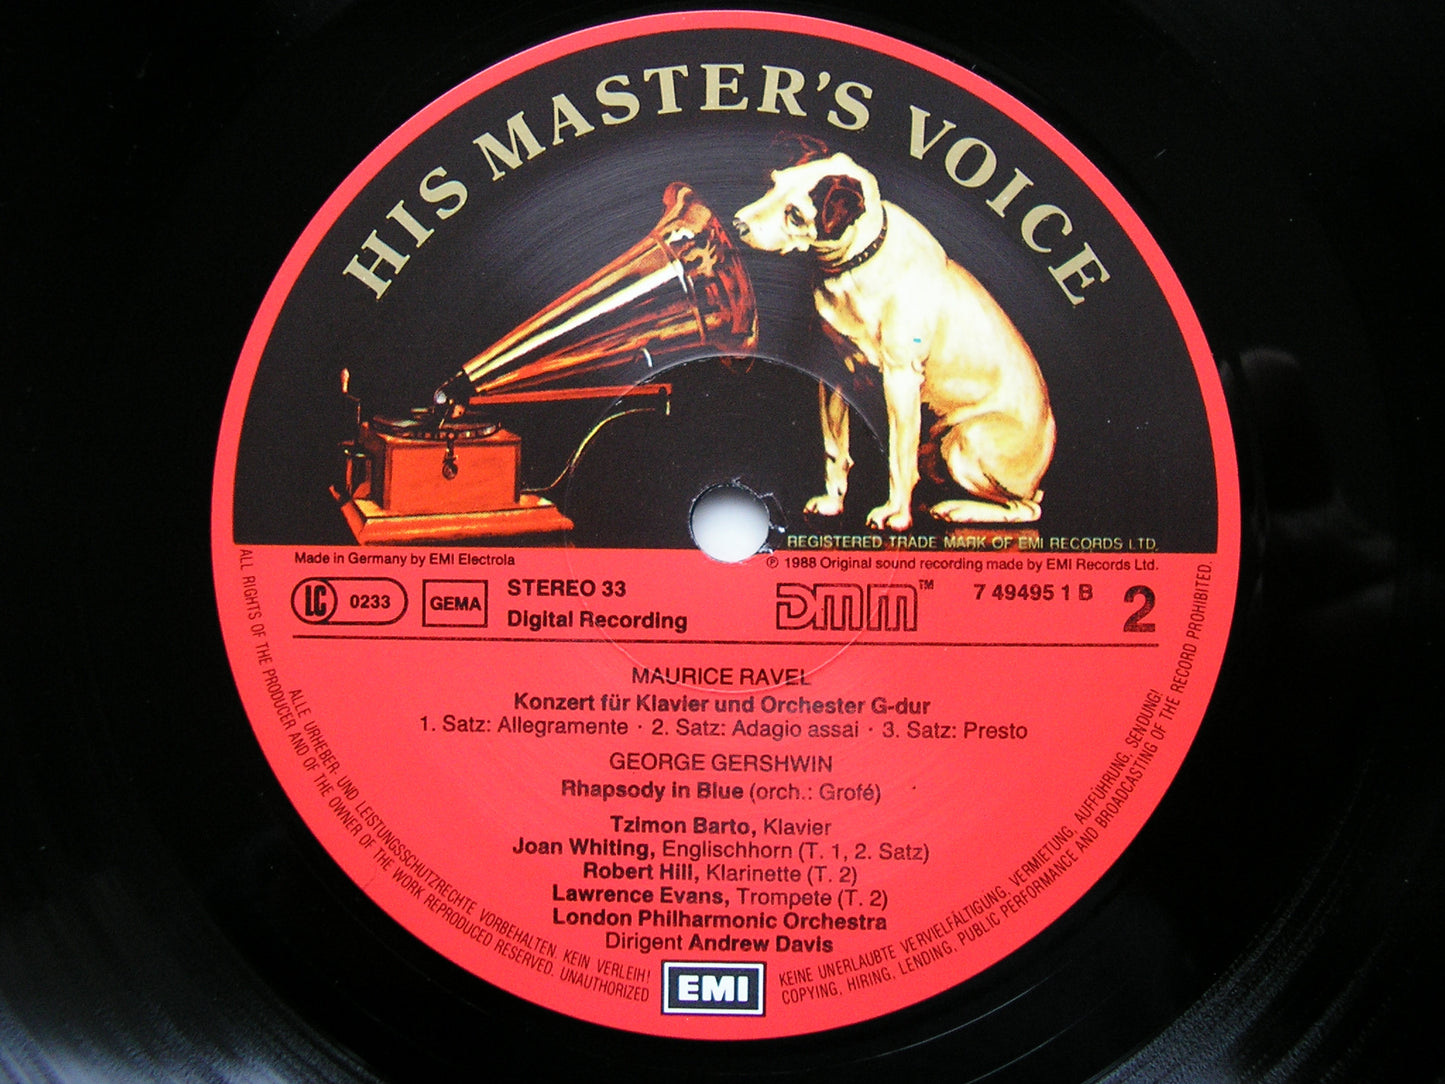 HIS MASTER'S VOICE
REGISTERED TRADE MARK OF EMI RECORDS LTD.
Made in Germany by EMI Electrola
℗ 1988 Original sound recording made by EMI Records Ltd.
LC 0233
GEMA
STEREO 33
Digital Recording
DMM™
7 49495 1 B
2
MAURICE RAVEL
Konzert für Klavier und Orchester G-dur
1. Satz: Allegramente · 2. Satz: Adagio assai · 3. Satz: Presto
GEORGE GERSHWIN
Rhapsody in Blue (orch.: Grofé)
Tzimon Barto, Klavier
Joan Whiting, Englischhorn (T. 1, 2. Satz)
Robert Hill, Klarinette (T. 2)
Lawrence Evans, Trompete (T. 2)
London Philharmonic Orchestra
Dirigent Andrew Davis
EMI
ALLE URHEBER- UND LEISTUNGSSCHUTZRECHTE VORBEHALTEN. KEIN VERLEIH! KEINE UNERLAUBTE VERVIELFÄLTIGUNG, VERMIETUNG, AUFFÜHRUNG, SENDUNG!
ALL RIGHTS OF THE PRODUCER AND OF THE OWNER OF THE WORK REPRODUCED RESERVED. UNAUTHORIZED COPYING, HIRING, LENDING, PUBLIC PERFORMANCE AND BROADCASTING OF THE RECORD PROHIBITED.